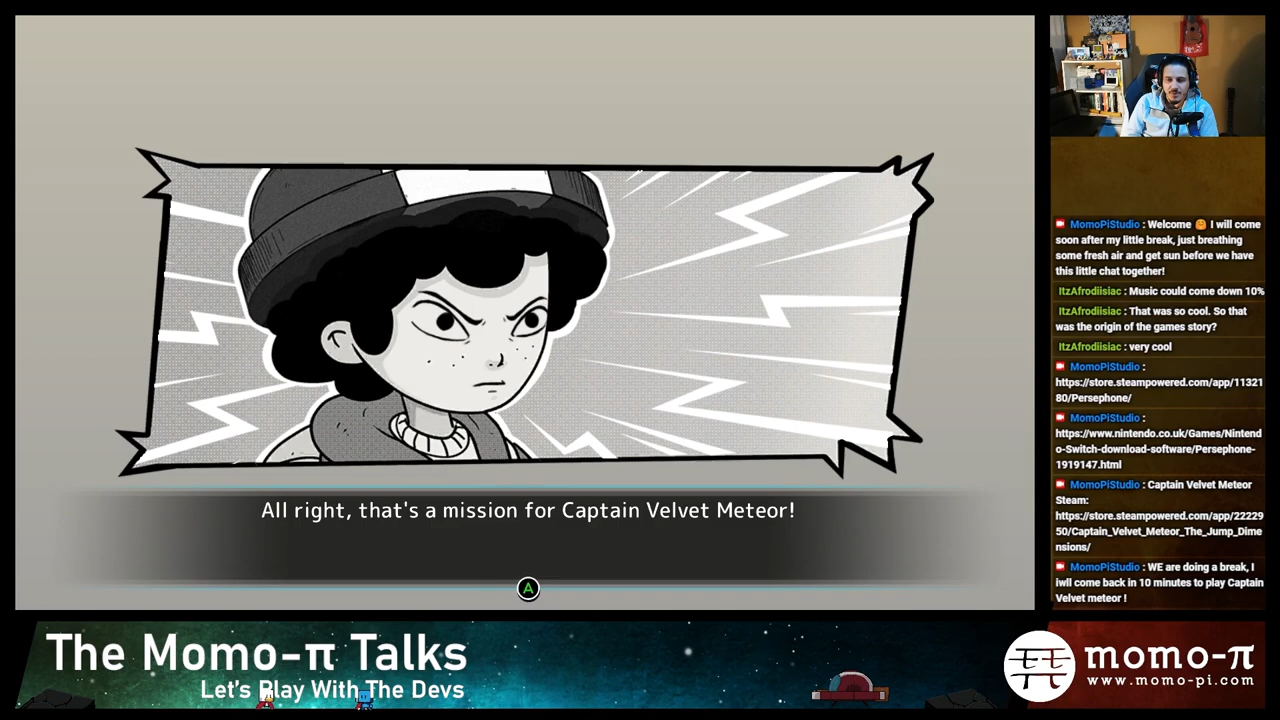 All right, that's a mission for Captain Velvet Meteor!
A
MomoPiStudio : Welcome 🤗 I will come
soon after my little break, just breathing
some fresh air and get sun before we have
this little chat together!
ItzAfrodiisiac : Music could come down 10%
ItzAfrodiisiac : That was so cool. So that
was the origin of the games story?
ItzAfrodiisiac : very cool
MomoPiStudio :
https://store.steampowered.com/app/11321
80/Persephone/
MomoPiStudio :
https://www.nintendo.co.uk/Games/Nintend
o-Switch-download-software/Persephone-
1919147.html
MomoPiStudio : Captain Velvet Meteor
Steam:
https://store.steampowered.com/app/22229
50/Captain_Velvet_Meteor_The_Jump_Dime
nsions/
MomoPiStudio : WE are doing a break, I
iwll come back in 10 minutes to play Captain
Velvet meteor !
The Momo-π Talks
Let's Play With The Devs
momo-π
www.momo-pi.com